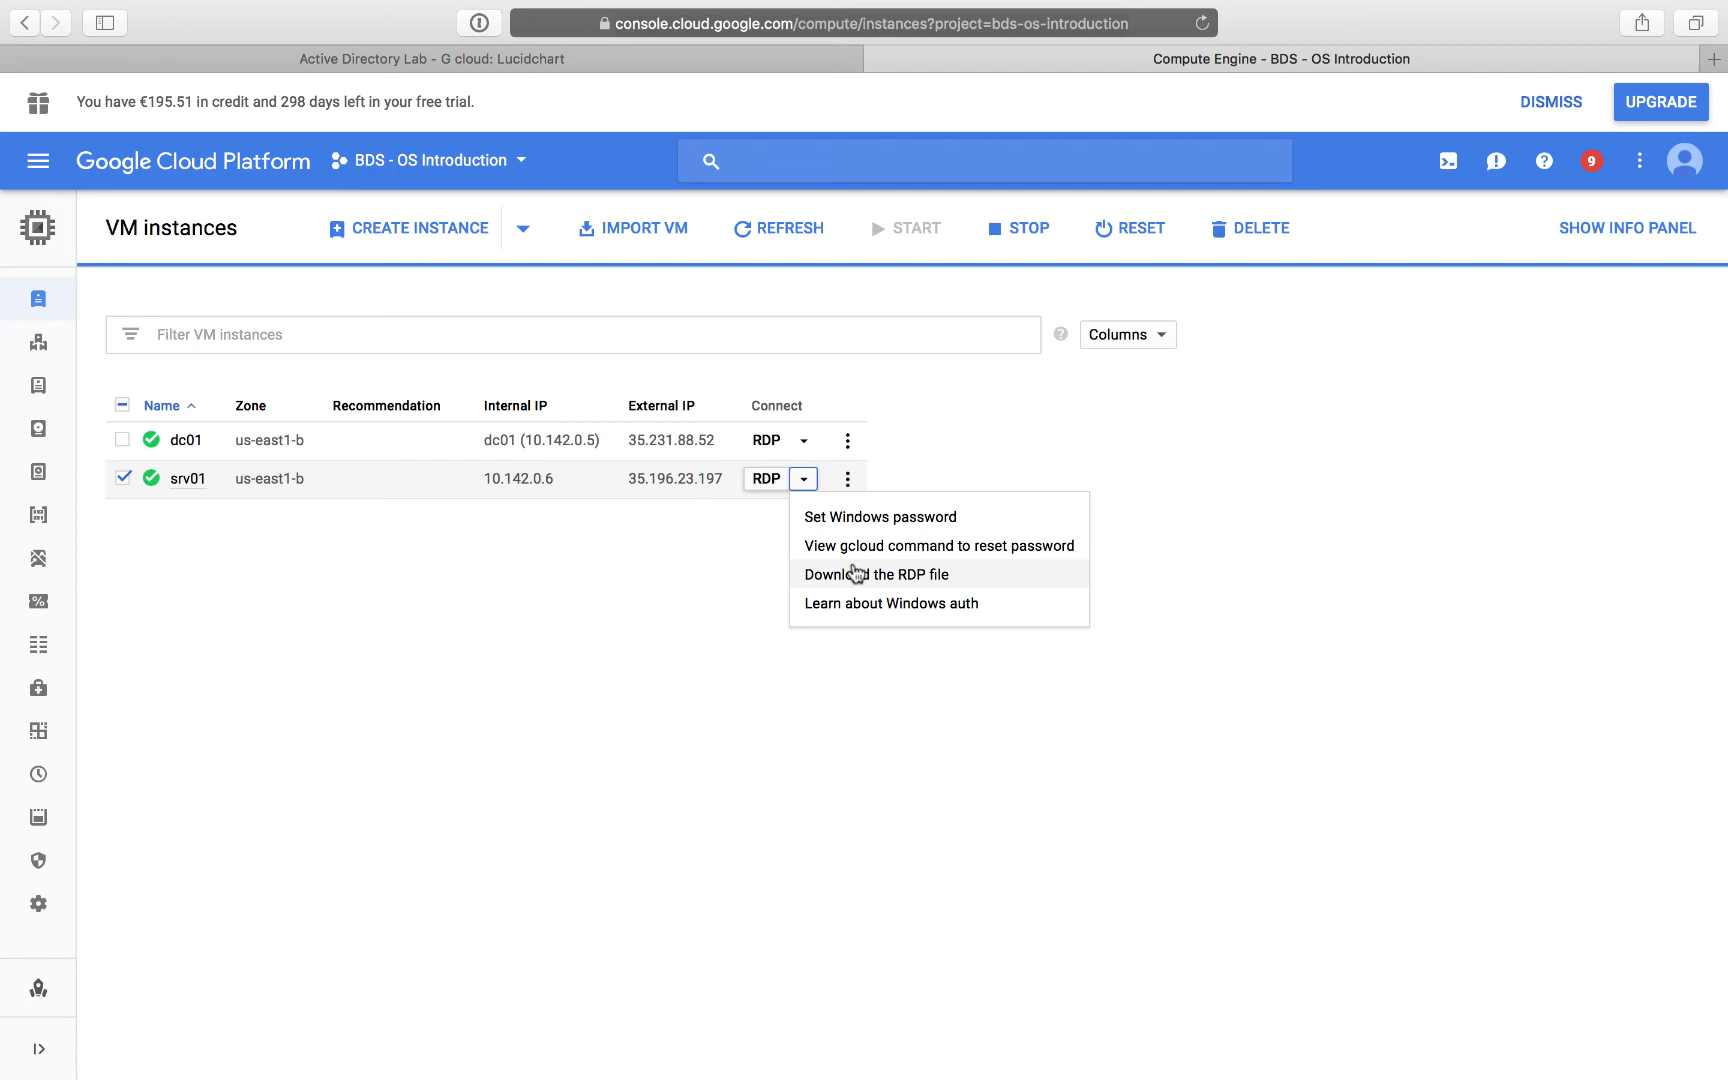 console.cloud.google.com/compute/instances?project=bds-os-introduction
Active Directory Lab - G cloud: Lucidchart
Compute Engine - BDS - OS Introduction
You have €195.51 in credit and 298 days left in your free trial.
DISMISS
UPGRADE
Google Cloud Platform
BDS - OS Introduction
9
VM instances
CREATE INSTANCE
IMPORT VM
REFRESH
START
STOP
RESET
DELETE
SHOW INFO PANEL
Filter VM instances
Columns
Name Zone Recommendation Internal IP External IP Connect
dc01 us-east1-b dc01 (10.142.0.5) 35.231.88.52 RDP
srv01 us-east1-b 10.142.0.6 35.196.23.197 RDP
Set Windows password
View gcloud command to reset password
Download the RDP file
Learn about Windows auth